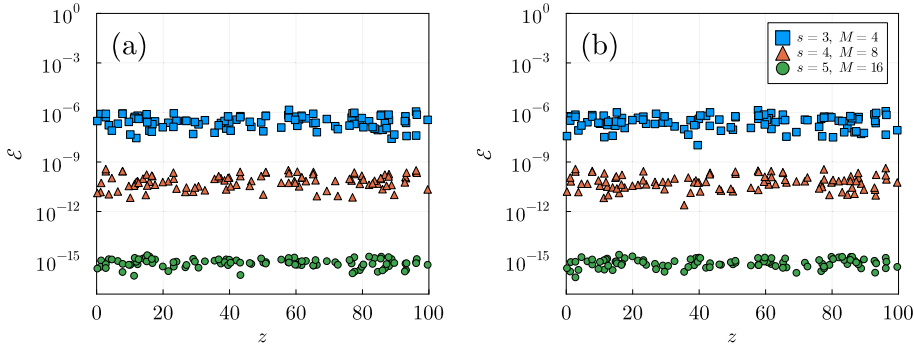 (a)
10^0
10^{-3}
10^{-6}
10^{-9}
10^{-12}
10^{-15}
ℰ
0 20 40 60 80 100
z
(b)
s = 3, M = 4
s = 4, M = 8
s = 5, M = 16
10^0
10^{-3}
10^{-6}
10^{-9}
10^{-12}
10^{-15}
ℰ
0 20 40 60 80 100
z